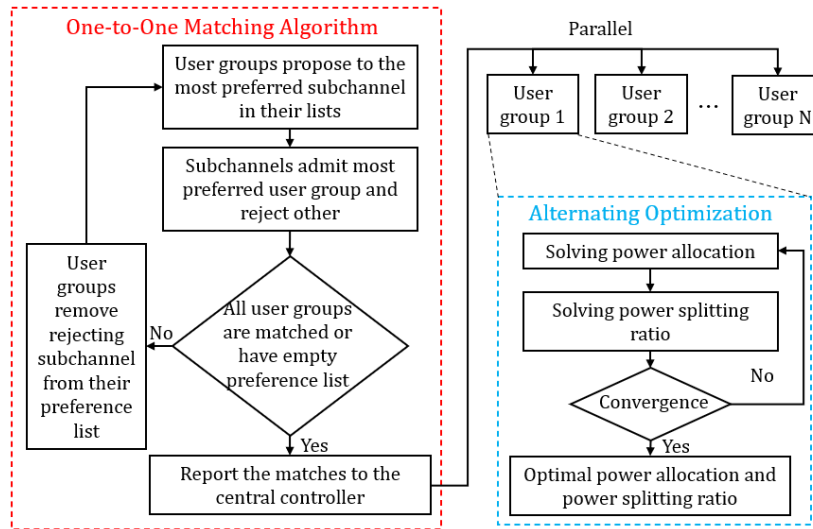 One-to-One Matching Algorithm
User groups propose to the
most preferred subchannel
in their lists
Subchannels admit most
preferred user group and
reject other
User
groups
remove
rejecting
subchannel
from their
preference
list
No
All user groups
are matched or
have empty
preference list
Yes
Report the matches to the
central controller
Parallel
User
group 1
User
group 2
...
User
group N
Alternating Optimization
Solving power allocation
Solving power splitting
ratio
Convergence
No
Yes
Optimal power allocation and
power splitting ratio